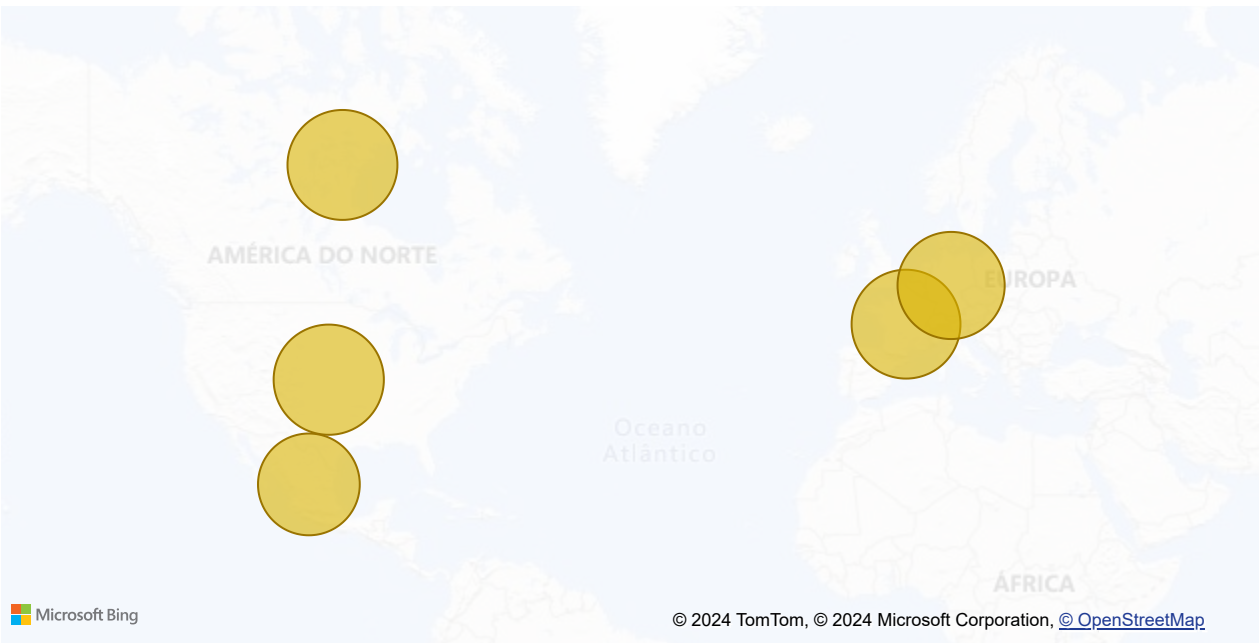 AMÉRICA DO NORTE
EUROPA
Oceano
Atlântico
ÁFRICA
Microsoft Bing
© 2024 TomTom, © 2024 Microsoft Corporation, © OpenStreetMap